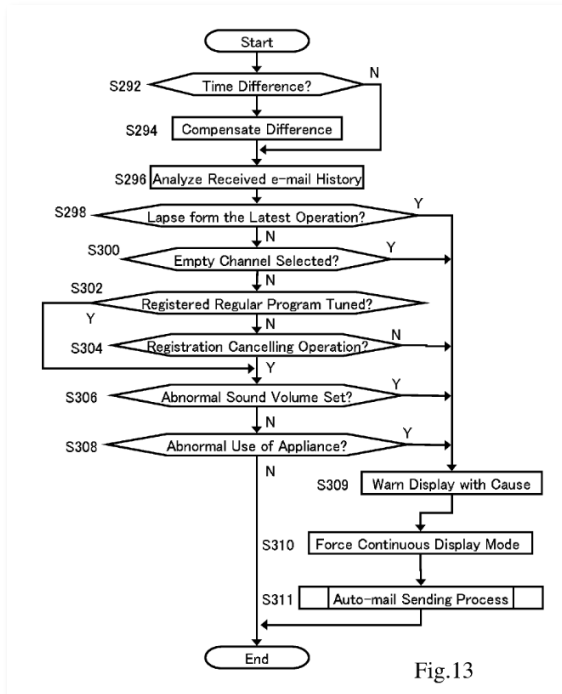 Start
N
S292 Time Difference?
S294 Compensate Difference
S296 Analyze Received e-mail History
S298 Lapse form the Latest Operation? Y
N
S300 Empty Channel Selected? Y
N
S302 Registered Regular Program Tuned?
Y N
S304 Registration Cancelling Operation? N
Y
S306 Abnormal Sound Volume Set? Y
N
S308 Abnormal Use of Appliance? Y
N
S309 Warn Display with Cause
S310 Force Continuous Display Mode
S311 Auto-mail Sending Process
End
Fig.13